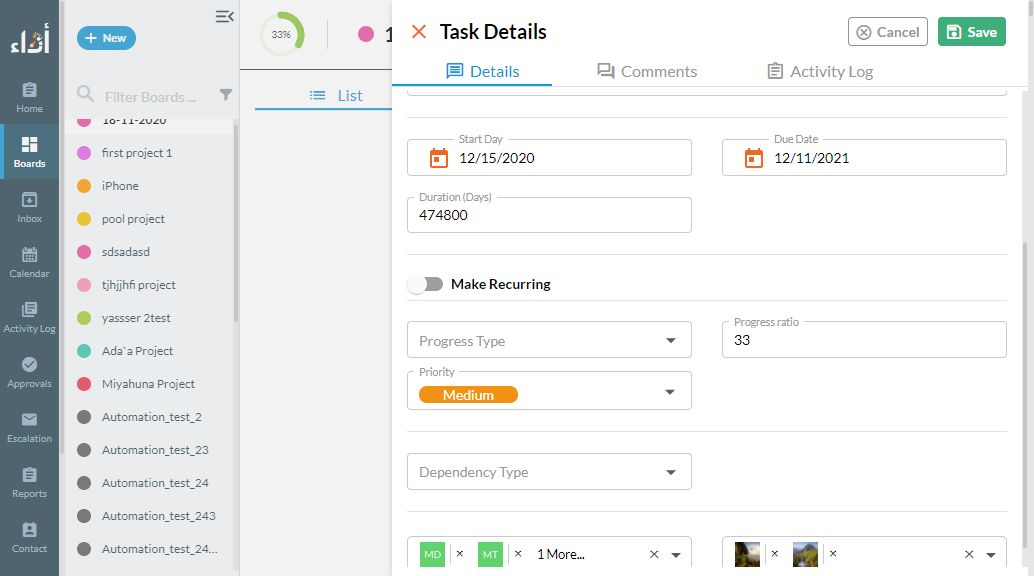 أداء
Home
Boards
Inbox
Calendar
Activity Log
Approvals
Escalation
Reports
Contact
+ New
Filter Boards ...
18-11-2020
first project 1
iPhone
pool project
sdsadasd
tjhjjhfi project
yassser 2test
Ada`a Project
Miyahuna Project
Automation_test_2
Automation_test_23
Automation_test_24
Automation_test_243
Automation_test_24...
33%
1
List
Task Details
Cancel
Save
Details
Comments
Activity Log
Start Day
12/15/2020
Due Date
12/11/2021
Duration (Days)
474800
Make Recurring
Progress Type
Progress ratio
33
Priority
Medium
Dependency Type
MD × MT × 1 More...